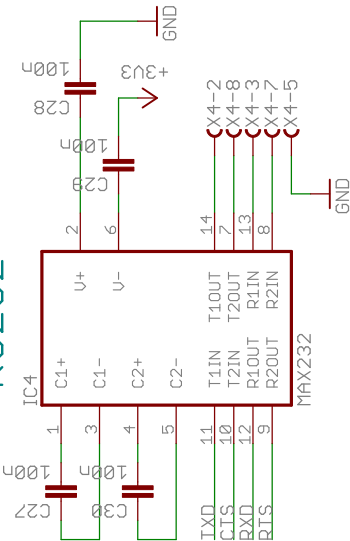 GND
100n
C28
+3V3
100n
C29
X4-2
X4-8
X4-3
X4-7
X4-5
GND
2
6
14
7
13
8
V+
V-
T1OUT
T2OUT
R1IN
R2IN
IC4
C1+
C1-
C2+
C2-
T1IN
T2IN
R1OUT
R2OUT
MAX232
1
3
4
5
11
10
12
9
100n
C27
100n
C30
TXD
CTS
RXD
RTS